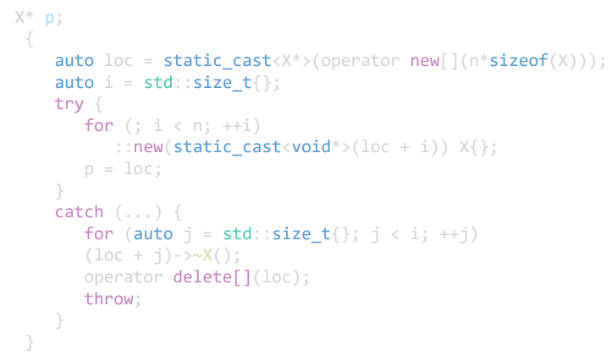 X* p;
{
auto loc = static_cast<X*>(operator new[](n*sizeof(X)));
auto i = std::size_t{};
try {
for (; i < n; ++i)
::new(static_cast<void*>(loc + i)) X{};
p = loc;
}
catch (...) {
for (auto j = std::size_t{}; j < i; ++j)
(loc + j)->~X();
operator delete[](loc);
throw;
}
}